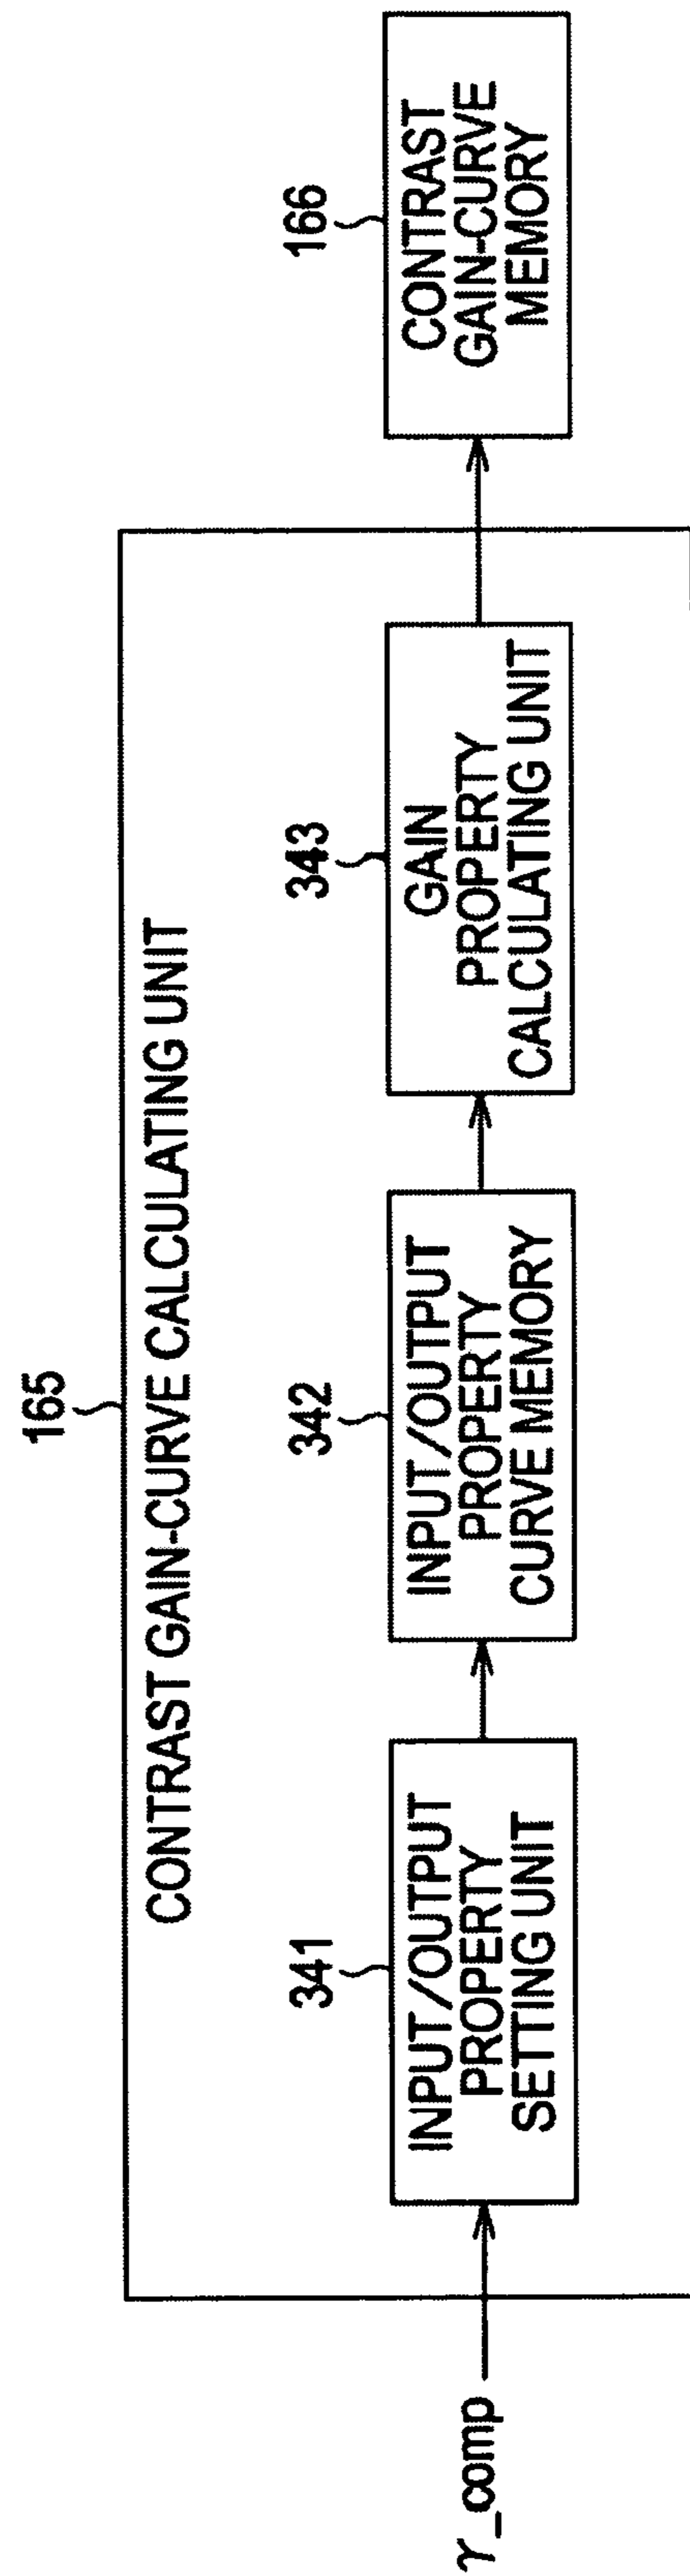 165
CONTRAST GAIN-CURVE CALCULATING UNIT
γ_comp
341
INPUT/OUTPUT
PROPERTY
SETTING UNIT
342
INPUT/OUTPUT
PROPERTY
CURVE MEMORY
343
GAIN
PROPERTY
CALCULATING UNIT
166
CONTRAST
GAIN-CURVE
MEMORY